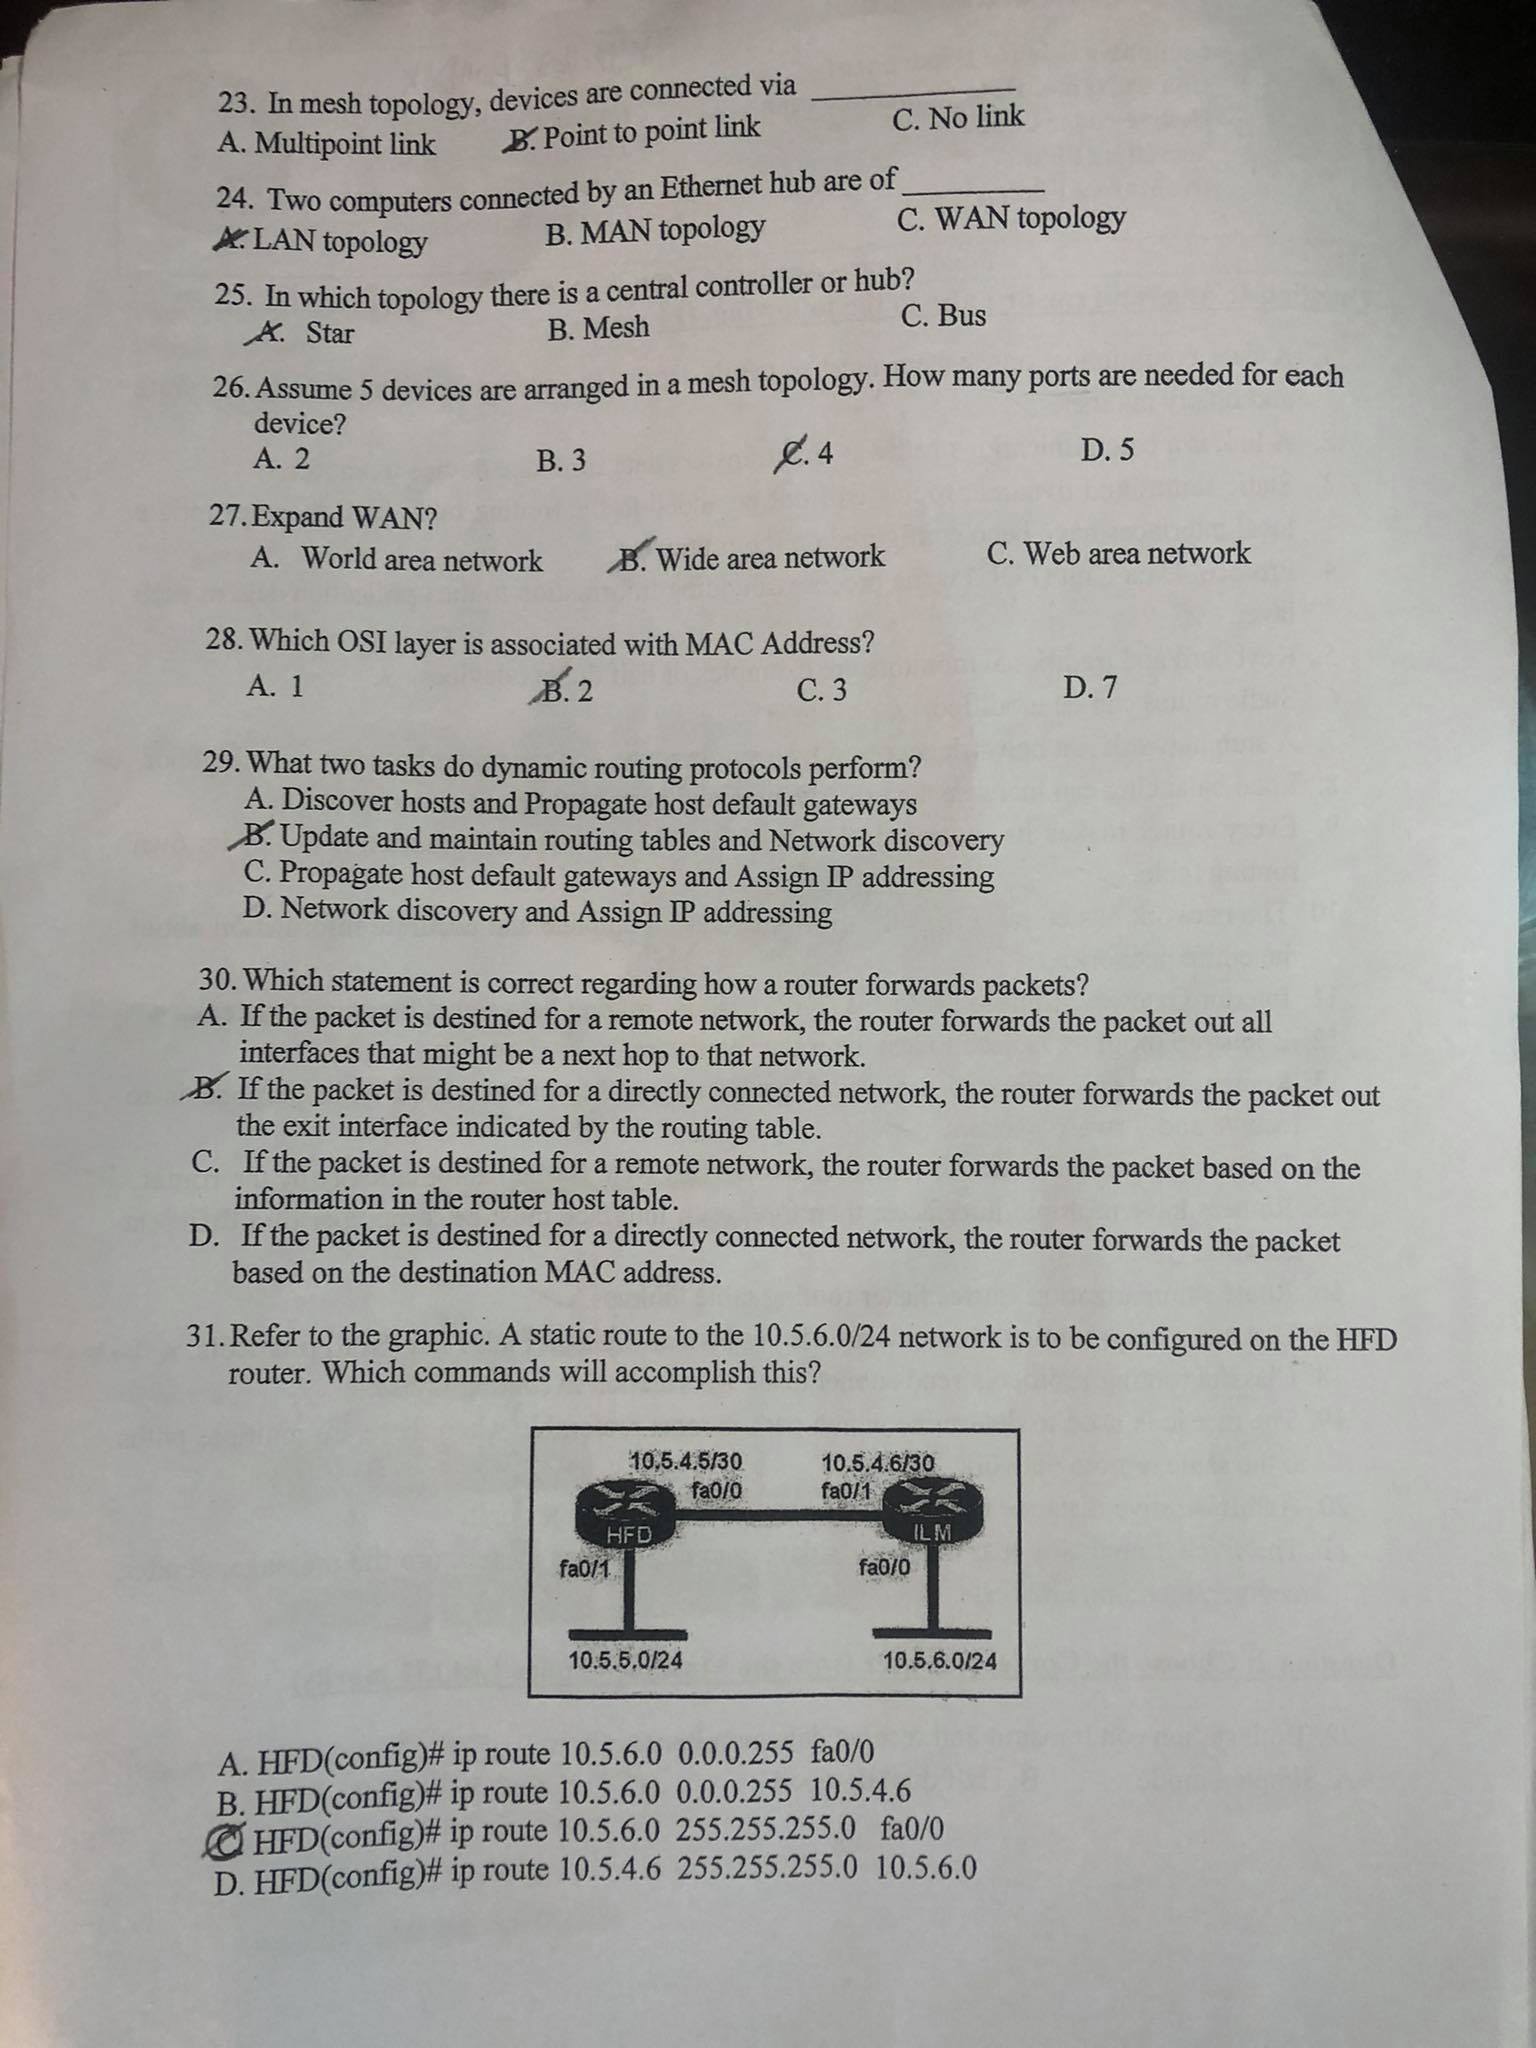 23. In mesh topology, devices are connected via ____________
A. Multipoint link B. Point to point link C. No link
24. Two computers connected by an Ethernet hub are of_________
A. LAN topology B. MAN topology C. WAN topology
25. In which topology there is a central controller or hub?
A. Star B. Mesh C. Bus
26. Assume 5 devices are arranged in a mesh topology. How many ports are needed for each
device?
A. 2 B. 3 C. 4 D. 5
27. Expand WAN?
A. World area network B. Wide area network C. Web area network
28. Which OSI layer is associated with MAC Address?
A. 1 B. 2 C. 3 D. 7
29. What two tasks do dynamic routing protocols perform?
A. Discover hosts and Propagate host default gateways
B. Update and maintain routing tables and Network discovery
C. Propagate host default gateways and Assign IP addressing
D. Network discovery and Assign IP addressing
30. Which statement is correct regarding how a router forwards packets?
A. If the packet is destined for a remote network, the router forwards the packet out all
interfaces that might be a next hop to that network.
B. If the packet is destined for a directly connected network, the router forwards the packet out
the exit interface indicated by the routing table.
C. If the packet is destined for a remote network, the router forwards the packet based on the
information in the router host table.
D. If the packet is destined for a directly connected network, the router forwards the packet
based on the destination MAC address.
31. Refer to the graphic. A static route to the 10.5.6.0/24 network is to be configured on the HFD
router. Which commands will accomplish this?
10.5.4.5/30 10.5.4.6/30
fa0/0 fa0/1
HFD ILM
fa0/1 fa0/0
10.5.5.0/24 10.5.6.0/24
A. HFD(config)# ip route 10.5.6.0 0.0.0.255 fa0/0
B. HFD(config)# ip route 10.5.6.0 0.0.0.255 10.5.4.6
C HFD(config)# ip route 10.5.6.0 255.255.255.0 fa0/0
D. HFD(config)# ip route 10.5.4.6 255.255.255.0 10.5.6.0